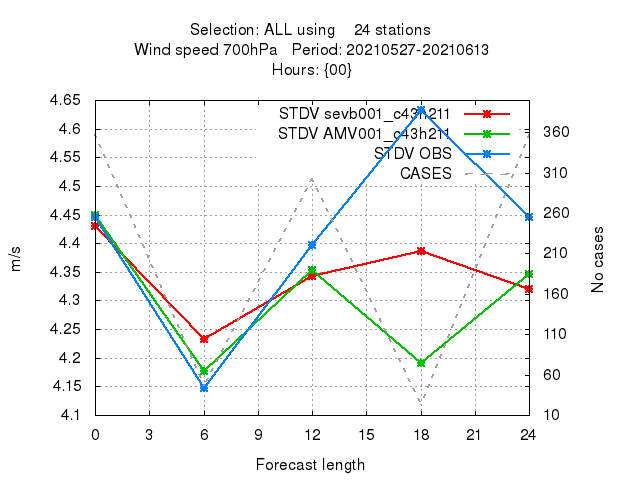 Selection: ALL using    24 stations
Wind speed 700hPa   Period: 20210527-20210613
Hours: {00}
STDV sevb001_c43h211
STDV AMV001_c43h211
STDV OBS
CASES
4.65
4.6
4.55
4.5
4.45
4.4
4.35
4.3
4.25
4.2
4.15
4.1
m/s
360
310
260
210
160
110
60
10
No cases
0 3 6 9 12 15 18 21 24
Forecast length